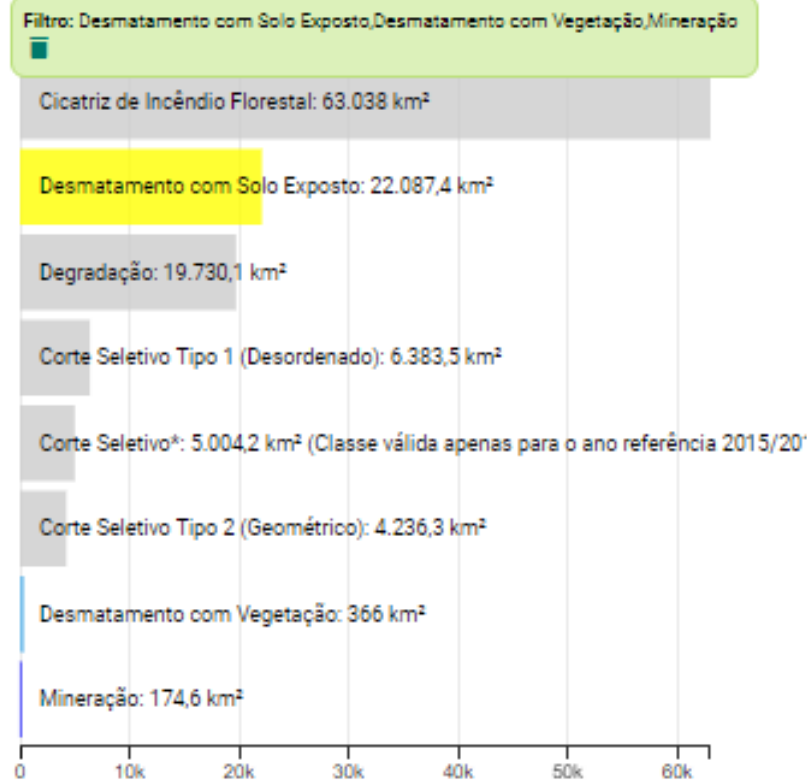 Filtro: Desmatamento com Solo Exposto,Desmatamento com Vegetação,Mineração
Cicatriz de Incêndio Florestal: 63.038 km²
Desmatamento com Solo Exposto: 22.087,4 km²
Degradação: 19.730,1 km²
Corte Seletivo Tipo 1 (Desordenado): 6.383,5 km²
Corte Seletivo*: 5.004,2 km² (Classe válida apenas para o ano referência 2015/201
Corte Seletivo Tipo 2 (Geométrico): 4.236,3 km²
Desmatamento com Vegetação: 366 km²
Mineração: 174,6 km²
0 10k 20k 30k 40k 50k 60k